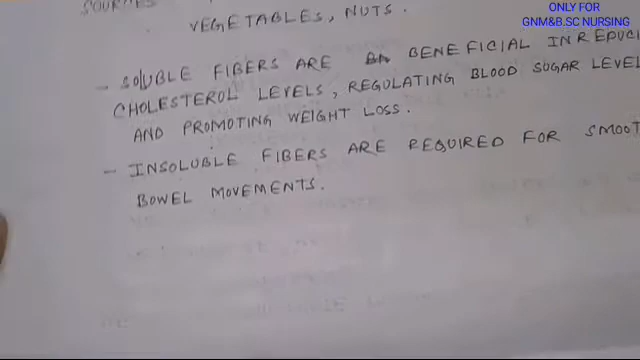 ONLY FOR
GNM&B.SC NURSING
SOURCES
VEGETABLES, NUTS.
- SOLUBLE FIBERS ARE BENEFICIAL IN REDUCI
CHOLESTEROL LEVELS, REGULATING BLOOD SUGAR LEVEL
AND PROMOTING WEIGHT LOSS.
- INSOLUBLE FIBERS ARE REQUIRED FOR SMOOT
BOWEL MOVEMENTS.